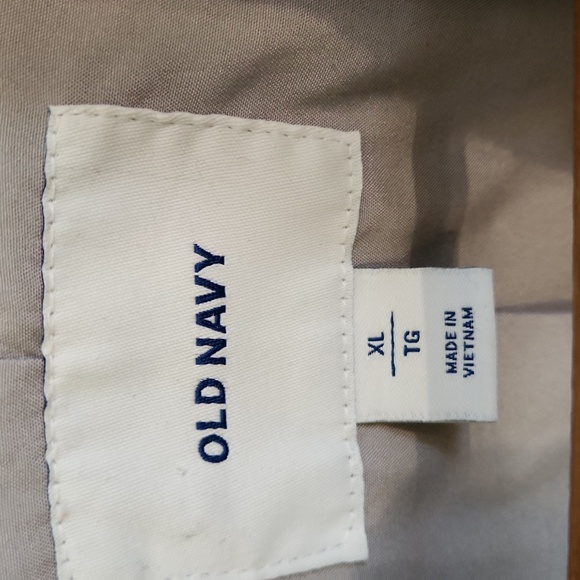 OLD NAVY
XL
TG
MADE IN
VIETNAM